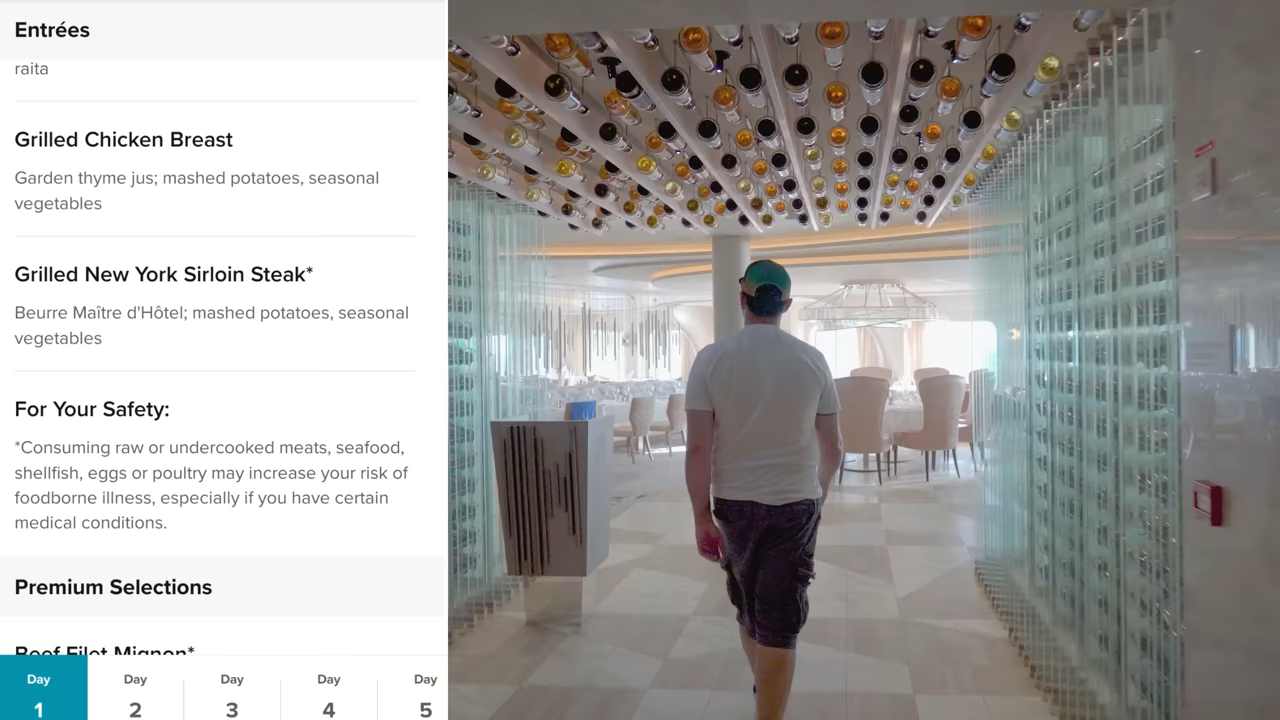 Entrées
raita
Grilled Chicken Breast
Garden thyme jus; mashed potatoes, seasonal
vegetables
Grilled New York Sirloin Steak*
Beurre Maître d'Hôtel; mashed potatoes, seasonal
vegetables
For Your Safety:
*Consuming raw or undercooked meats, seafood,
shellfish, eggs or poultry may increase your risk of
foodborne illness, especially if you have certain
medical conditions.
Premium Selections
Beef Filet Mignon*
Day Day Day Day Day
1 2 3 4 5